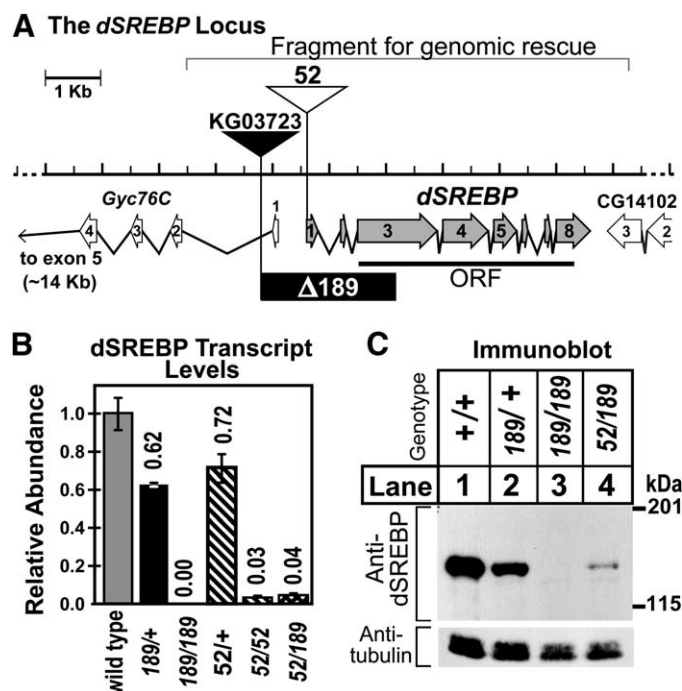 A The dSREBP Locus
Fragment for genomic rescue
1 Kb
52
KG03723
Gyc76C
dSREBP
CG14102
4 3 2 1 1 3 4 5 8 3 2
to exon 5
(~14 Kb)
Δ189
ORF
B
dSREBP Transcript
Levels
Relative Abundance
1.0
0.8
0.6
0.4
0.2
0.0
0.62
0.00
0.72
0.03
0.04
wild type
189/+
189/189
52/+
52/52
52/189
C
Immunoblot
Genotype
+/+
189/+
189/189
52/189
Lane 1 2 3 4
kDa
201
115
Anti-
dSREBP
Anti-
tubulin